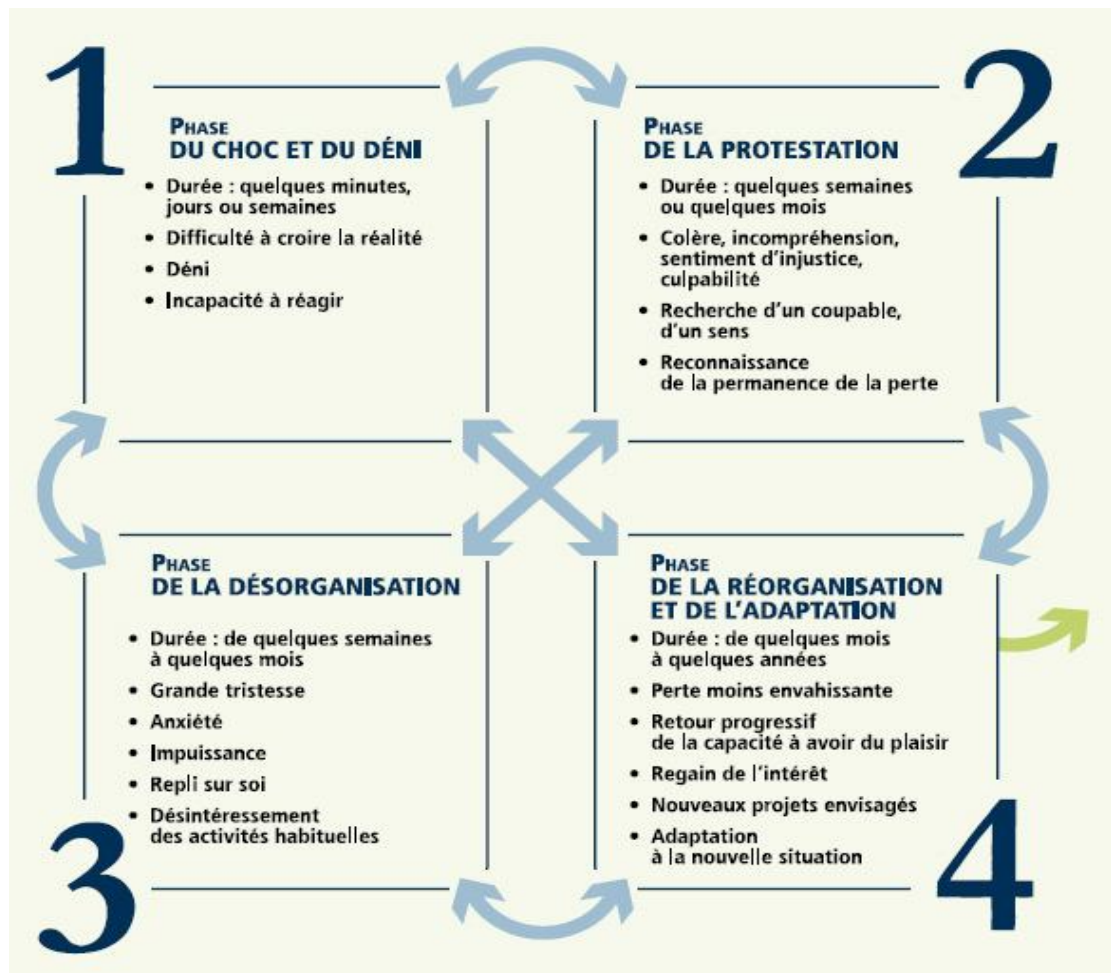 1
PHASE
DU CHOC ET DU DÉNI
• Durée : quelques minutes,
jours ou semaines
• Difficulté à croire la réalité
• Déni
• Incapacité à réagir
2
PHASE
DE LA PROTESTATION
• Durée : quelques semaines
ou quelques mois
• Colère, incompréhension,
sentiment d’injustice,
culpabilité
• Recherche d’un coupable,
d’un sens
• Reconnaissance
de la permanence de la perte
3
PHASE
DE LA DÉSORGANISATION
• Durée : de quelques semaines
à quelques mois
• Grande tristesse
• Anxiété
• Impuissance
• Repli sur soi
• Désintéressement
des activités habituelles
4
PHASE
DE LA RÉORGANISATION
ET DE L’ADAPTATION
• Durée : de quelques mois
à quelques années
• Perte moins envahissante
• Retour progressif
de la capacité à avoir du plaisir
• Regain de l’intérêt
• Nouveaux projets envisagés
• Adaptation
à la nouvelle situation